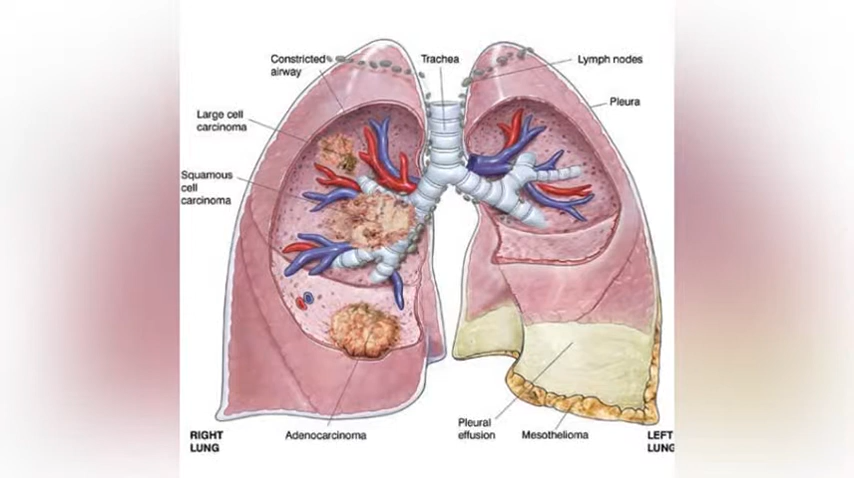 Constricted
airway
Trachea
Lymph nodes
Pleura
Large cell
carcinoma
Squamous
cell
carcinoma
RIGHT
LUNG
Adenocarcinoma
Pleural
effusion
Mesothelioma
LEFT
LUNG